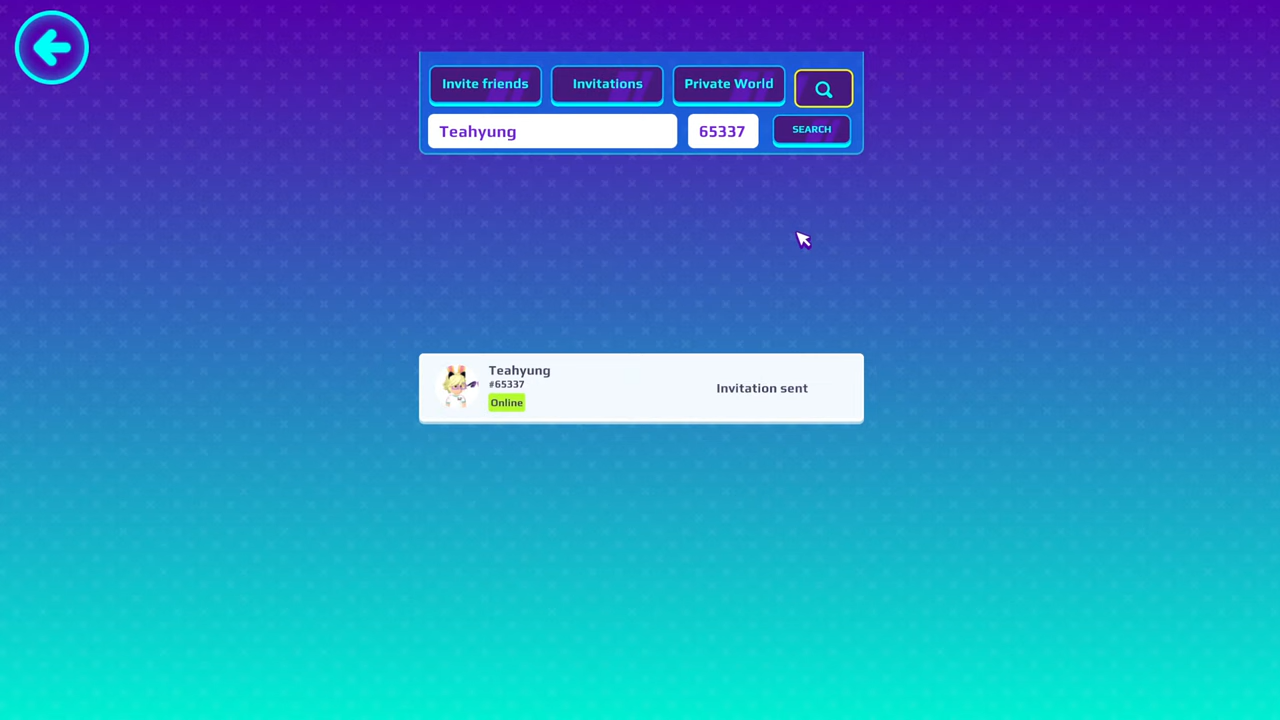 Invite friends
Invitations
Private World
Teahyung
65337
SEARCH
Teahyung
#65337
Online
Invitation sent